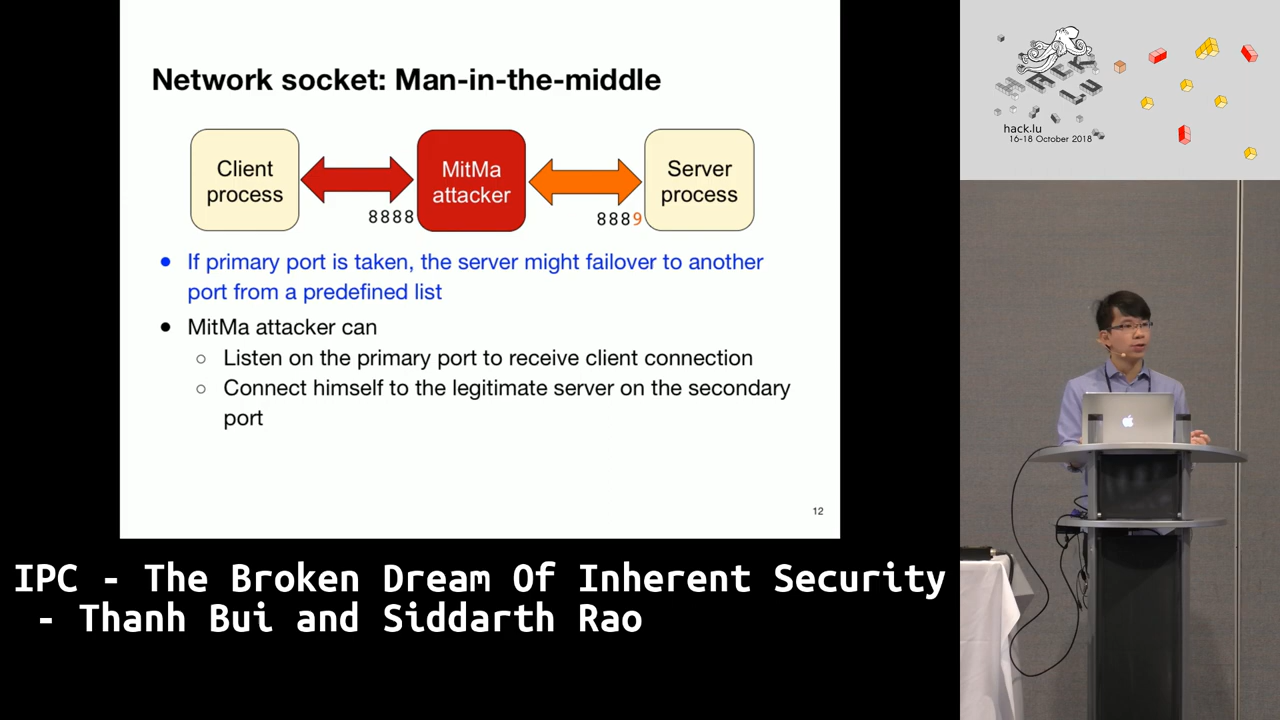 Network socket: Man-in-the-middle
Client
process
MitMa
attacker
Server
process
8888
8889
• If primary port is taken, the server might failover to another
port from a predefined list
• MitMa attacker can
○ Listen on the primary port to receive client connection
○ Connect himself to the legitimate server on the secondary
port
12
IPC - The Broken Dream Of Inherent Security
- Thanh Bui and Siddarth Rao
HACK
LU
hack.lu
16-18 October 2018